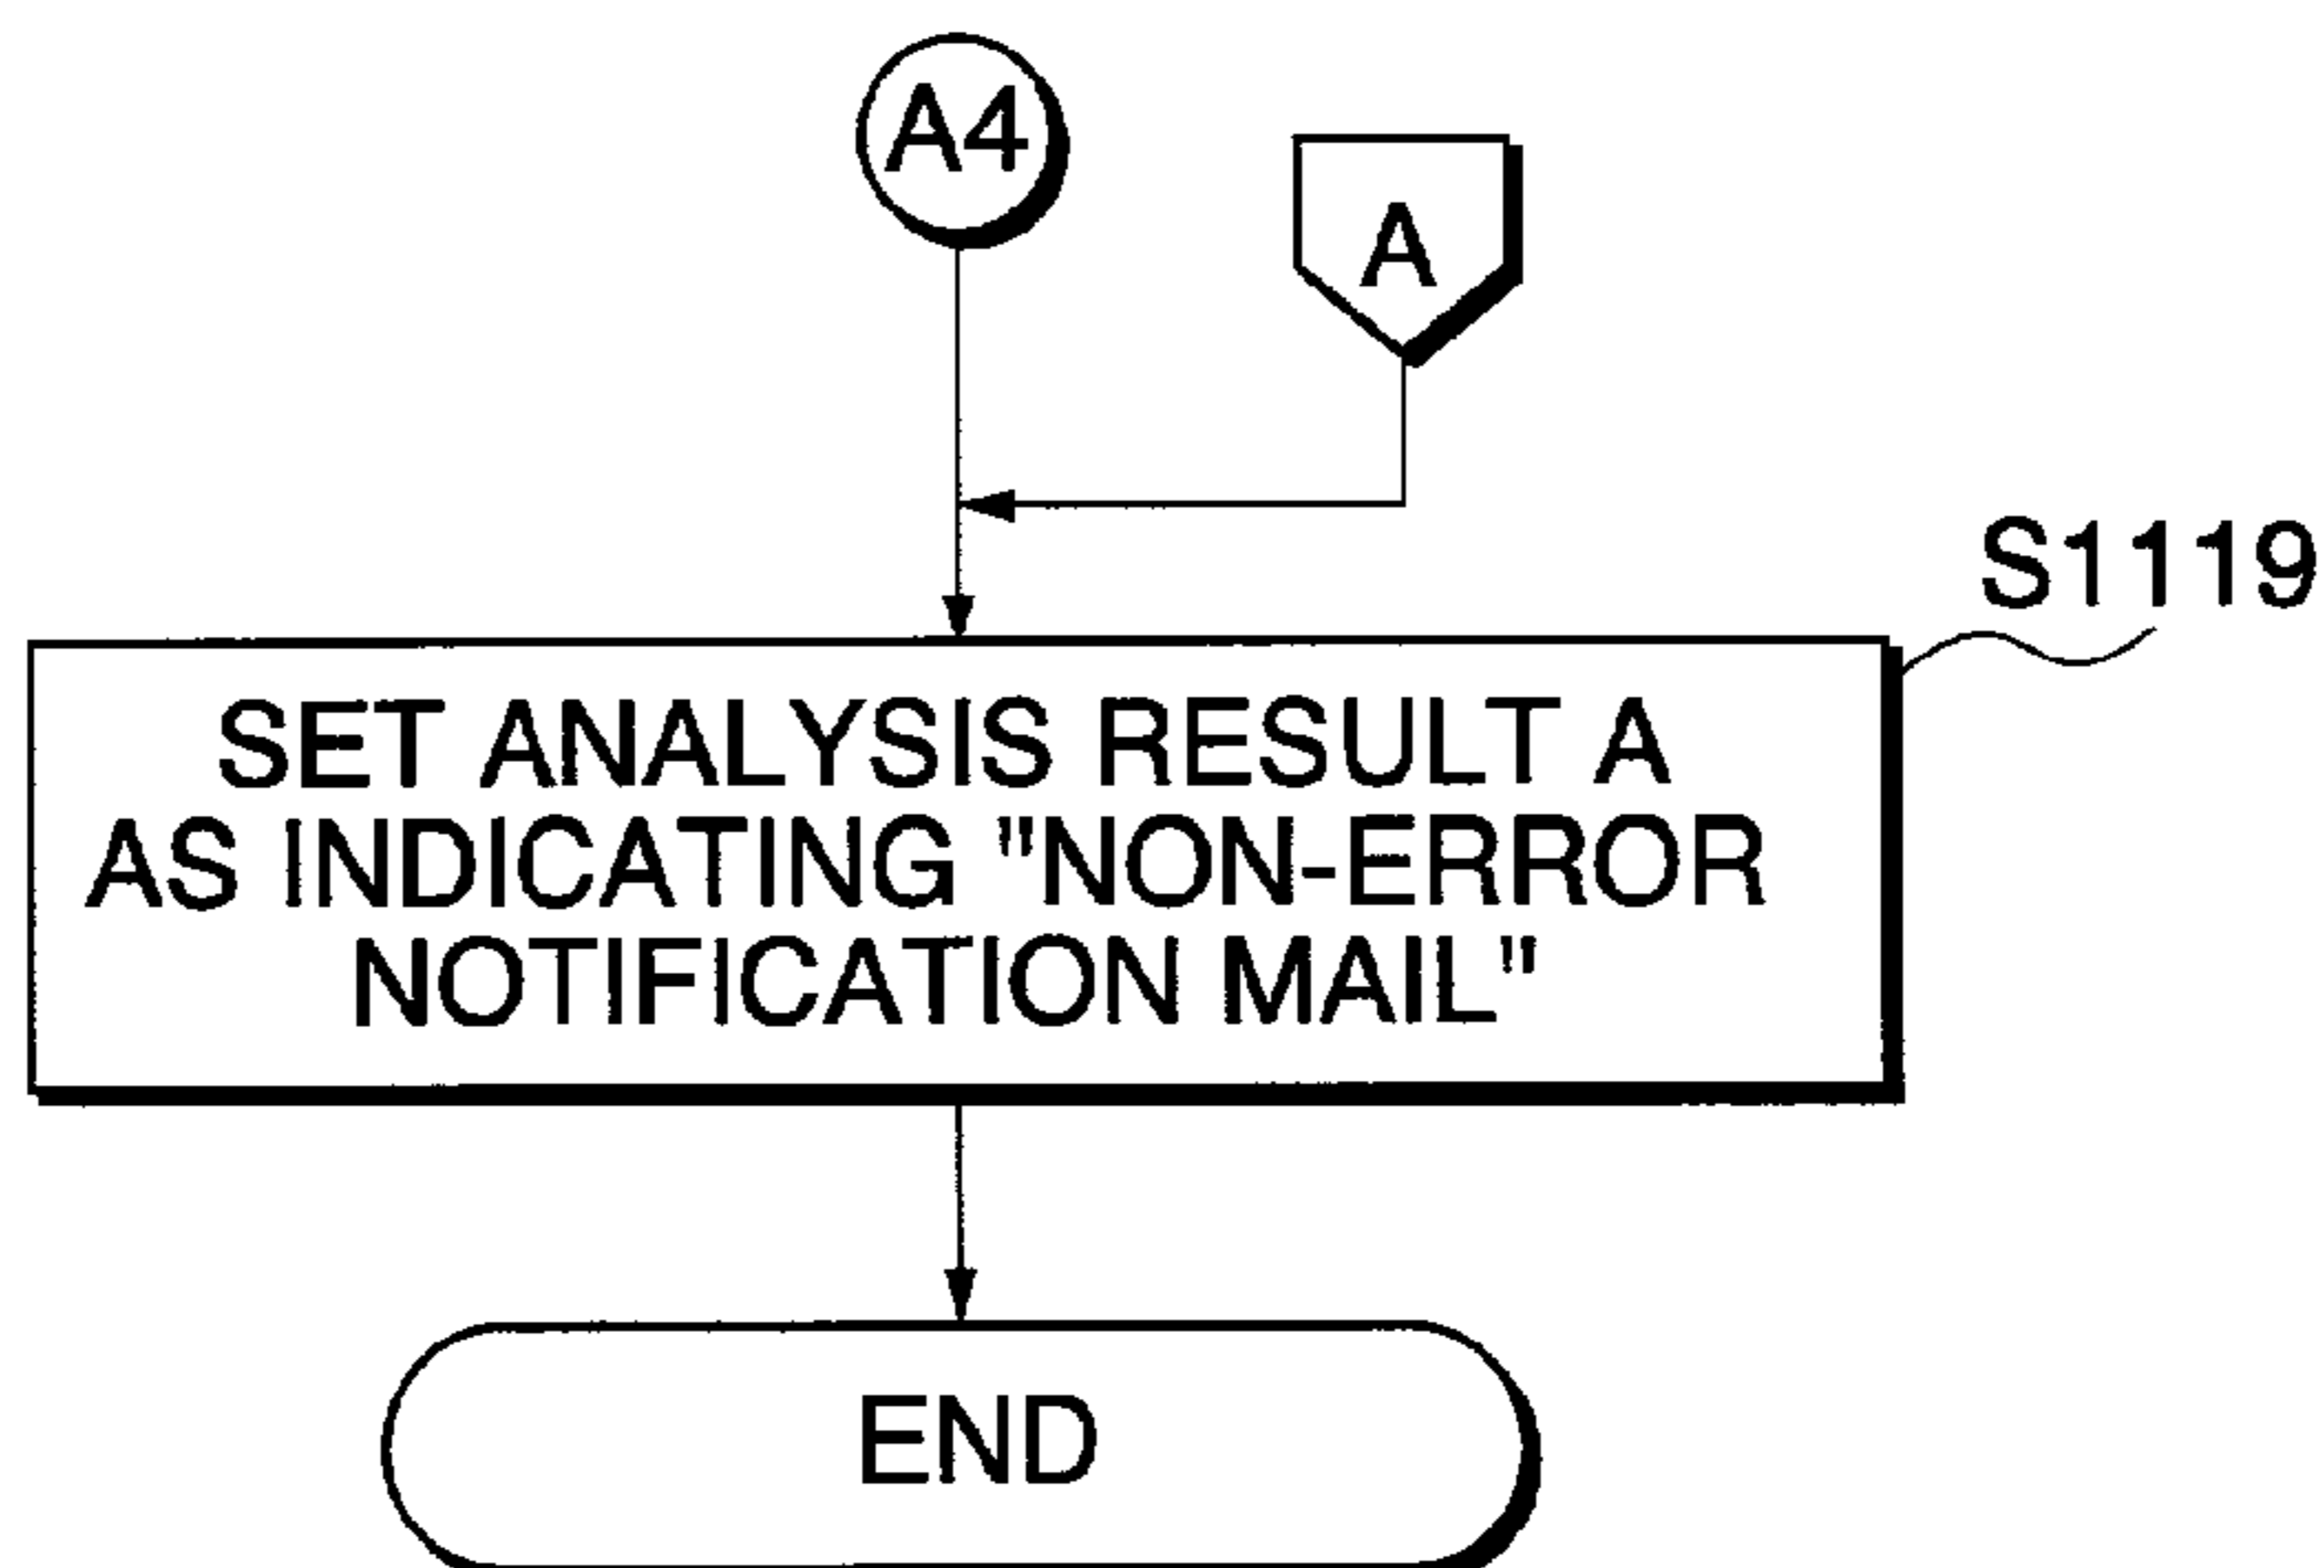 A4
A
S1119
SET ANALYSIS RESULT A
AS INDICATING "NON-ERROR
NOTIFICATION MAIL"
END